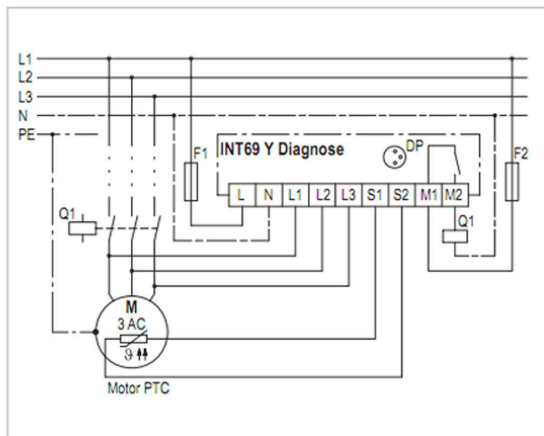 L1
L2
L3
N
PE
F1
INT69 Y Diagnose
DP
F2
L N L1 L2 L3 S1 S2 M1 M2
Q1
Q1
M
3 AC
ϑ
Motor PTC